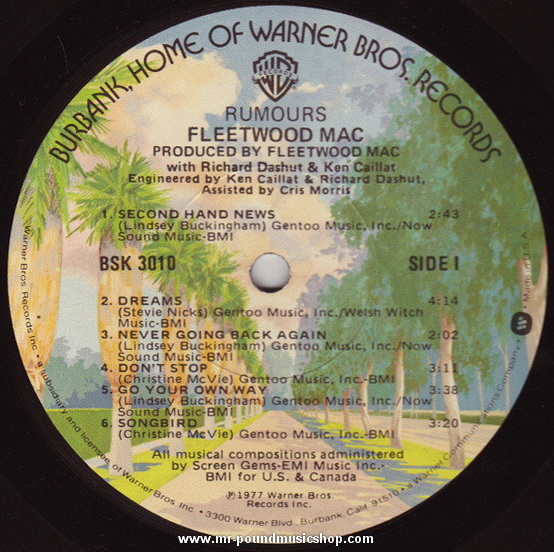 BURBANK, HOME OF WARNER BROS. RECORDS
WB
RECORDS
RUMOURS
FLEETWOOD MAC
PRODUCED BY FLEETWOOD MAC
with Richard Dashut & Ken Caillat
Engineered by Ken Caillat & Richard Dashut,
Assisted by Cris Morris
1. SECOND HAND NEWS 2:43
(Lindsey Buckingham) Gentoo Music, Inc./Now
Sound Music-BMI
BSK 3010 SIDE I
2. DREAMS 4:14
(Stevie Nicks) Gentoo Music, Inc./Welsh Witch
Music-BMI
3. NEVER GOING BACK AGAIN 2:02
(Lindsey Buckingham) Gentoo Music, Inc./Now
Sound Music-BMI
4. DON'T STOP 3:11
(Christine McVie) Gentoo Music, Inc.-BMI
5. GO YOUR OWN WAY 3:38
(Lindsey Buckingham) Gentoo Music, Inc./Now
Sound Music-BMI
6. SONGBIRD 3:20
(Christine McVie) Gentoo Music, Inc.-BMI
All musical compositions administered
by Screen Gems-EMI Music Inc.-
BMI for U.S. & Canada
℗1977 Warner Bros.
Records Inc.
Warner Bros. Records Inc. • a subsidiary and licensee of Warner Bros. Inc. • 3300 Warner Blvd., Burbank, Calif. 91510 • a Warner Communications Company • Made in U.S.A.
www.mr-poundmusicshop.com